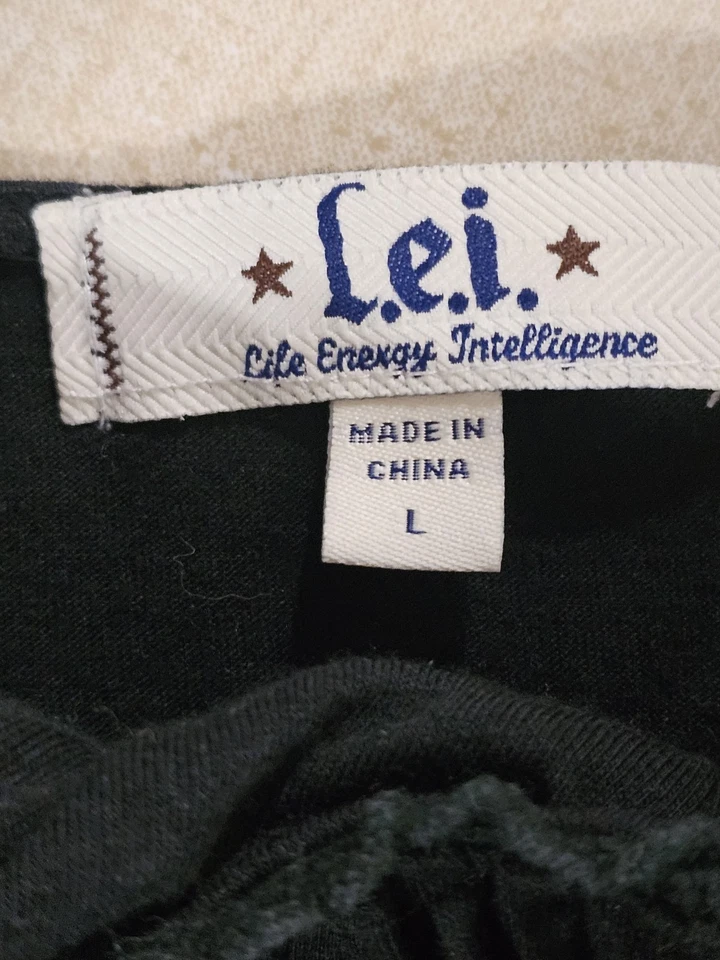 l.e.i.
Life Energy Intelligence
MADE IN
CHINA
L